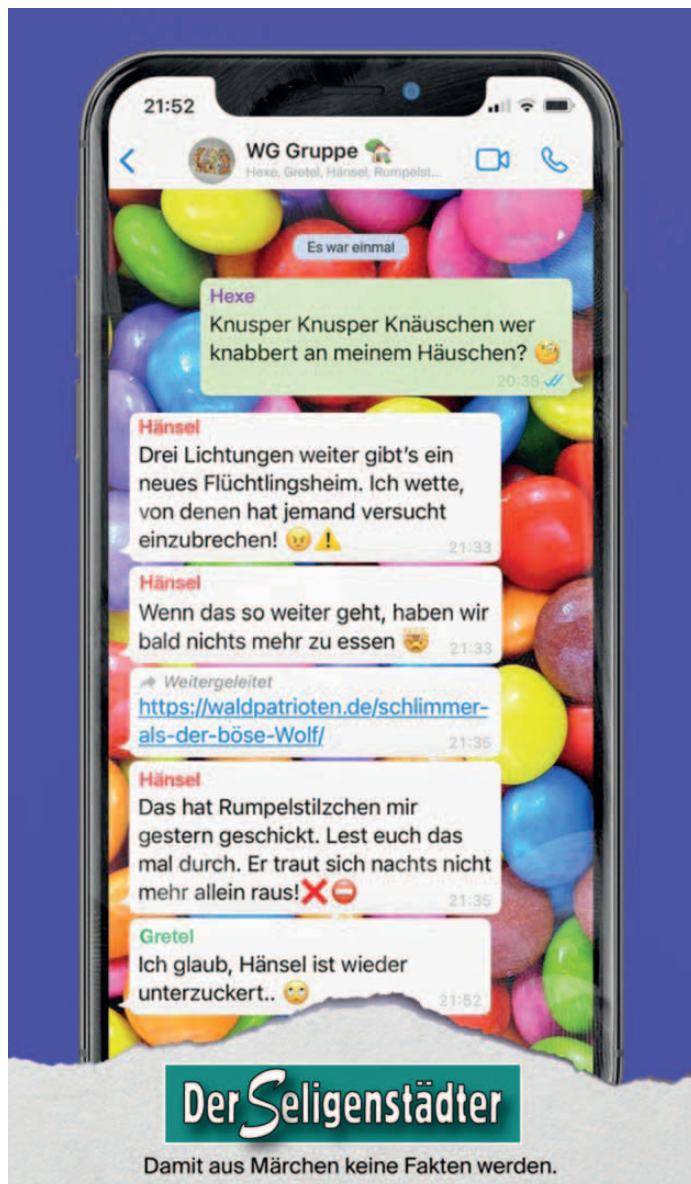 21:52
WG Gruppe
Hexe, Gretel, Hänsel, Rumpelst...
Es war einmal
Hexe
Knusper Knusper Knäuschen wer
knabbert an meinem Häuschen?
20:38
Hänsel
Drei Lichtungen weiter gibt's ein
neues Flüchtlingsheim. Ich wette,
von denen hat jemand versucht
einzubrechen!
21:33
Hänsel
Wenn das so weiter geht, haben wir
bald nichts mehr zu essen
21:33
Weitergeleitet
https://waldpatrioten.de/schlimmer-
als-der-böse-Wolf/
21:35
Hänsel
Das hat Rumpelstilzchen mir
gestern geschickt. Lest euch das
mal durch. Er traut sich nachts nicht
mehr allein raus!
21:35
Gretel
Ich glaub, Hänsel ist wieder
unterzuckert..
21:52
Der Seligenstädter
Damit aus Märchen keine Fakten werden.